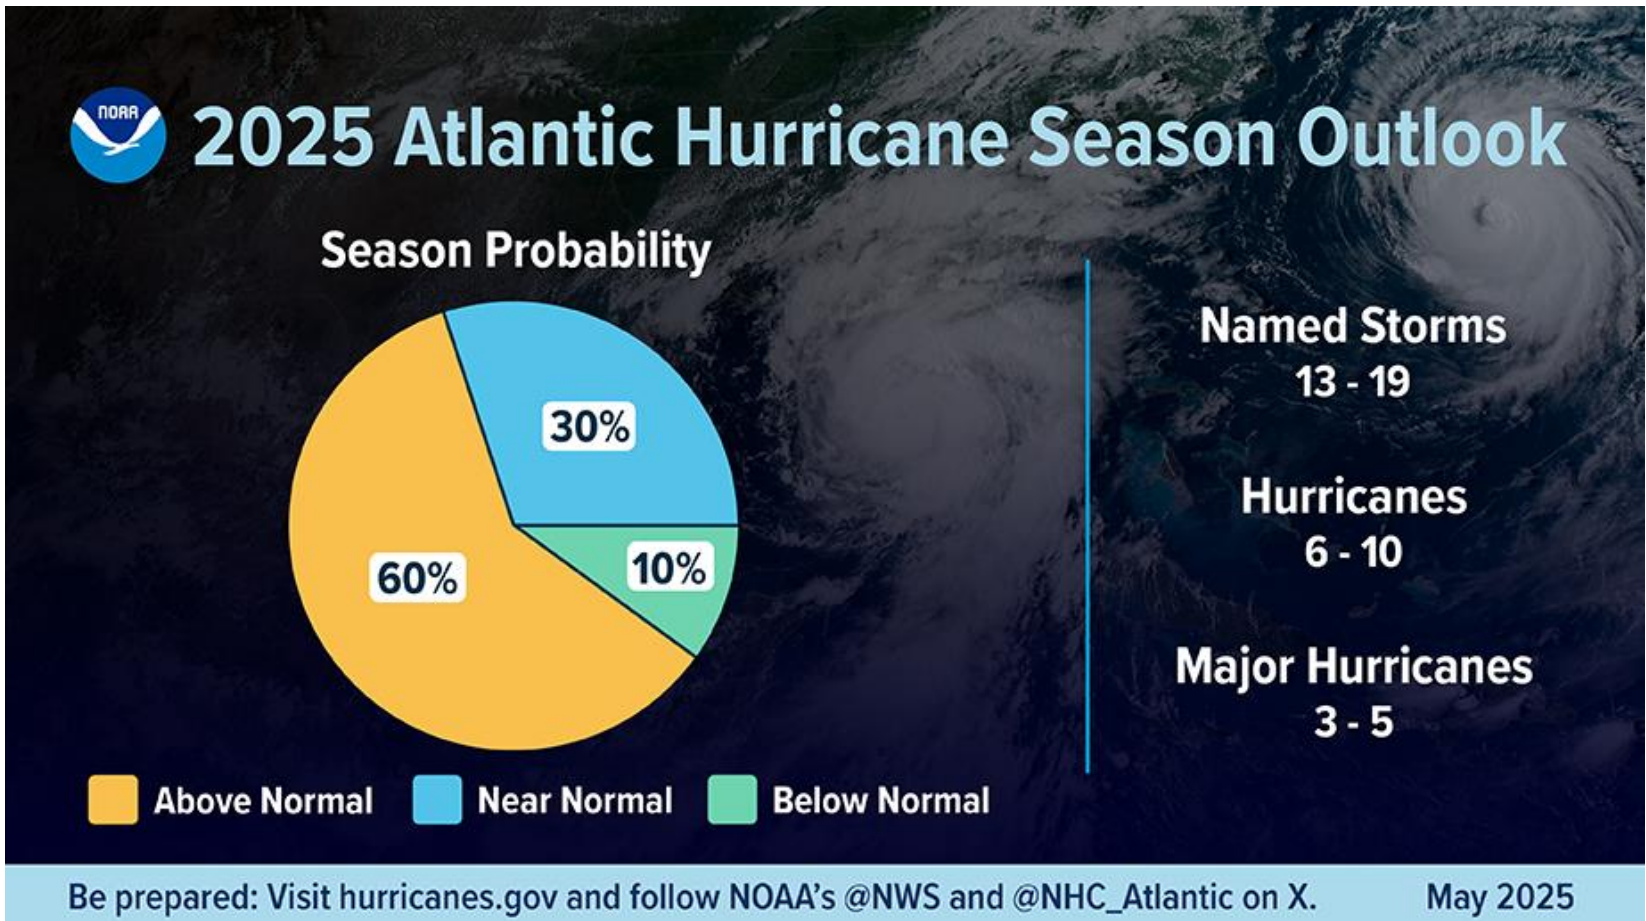 NOAA
2025 Atlantic Hurricane Season Outlook
Season Probability
30%
60%
10%
Above Normal
Near Normal
Below Normal
Named Storms
13 - 19
Hurricanes
6 - 10
Major Hurricanes
3 - 5
Be prepared: Visit hurricanes.gov and follow NOAA's @NWS and @NHC_Atlantic on X.
May 2025